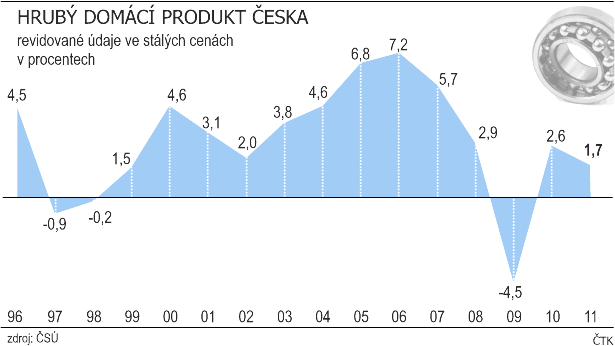 HRUBÝ DOMÁCÍ PRODUKT ČESKA
revidované údaje ve stálých cenách
v procentech
4,5
-0,9
-0,2
1,5
4,6
3,1
2,0
3,8
4,6
6,8
7,2
5,7
2,9
-4,5
2,6
1,7
96 97 98 99 00 01 02 03 04 05 06 07 08 09 10 11
zdroj: ČSÚ
ČTK